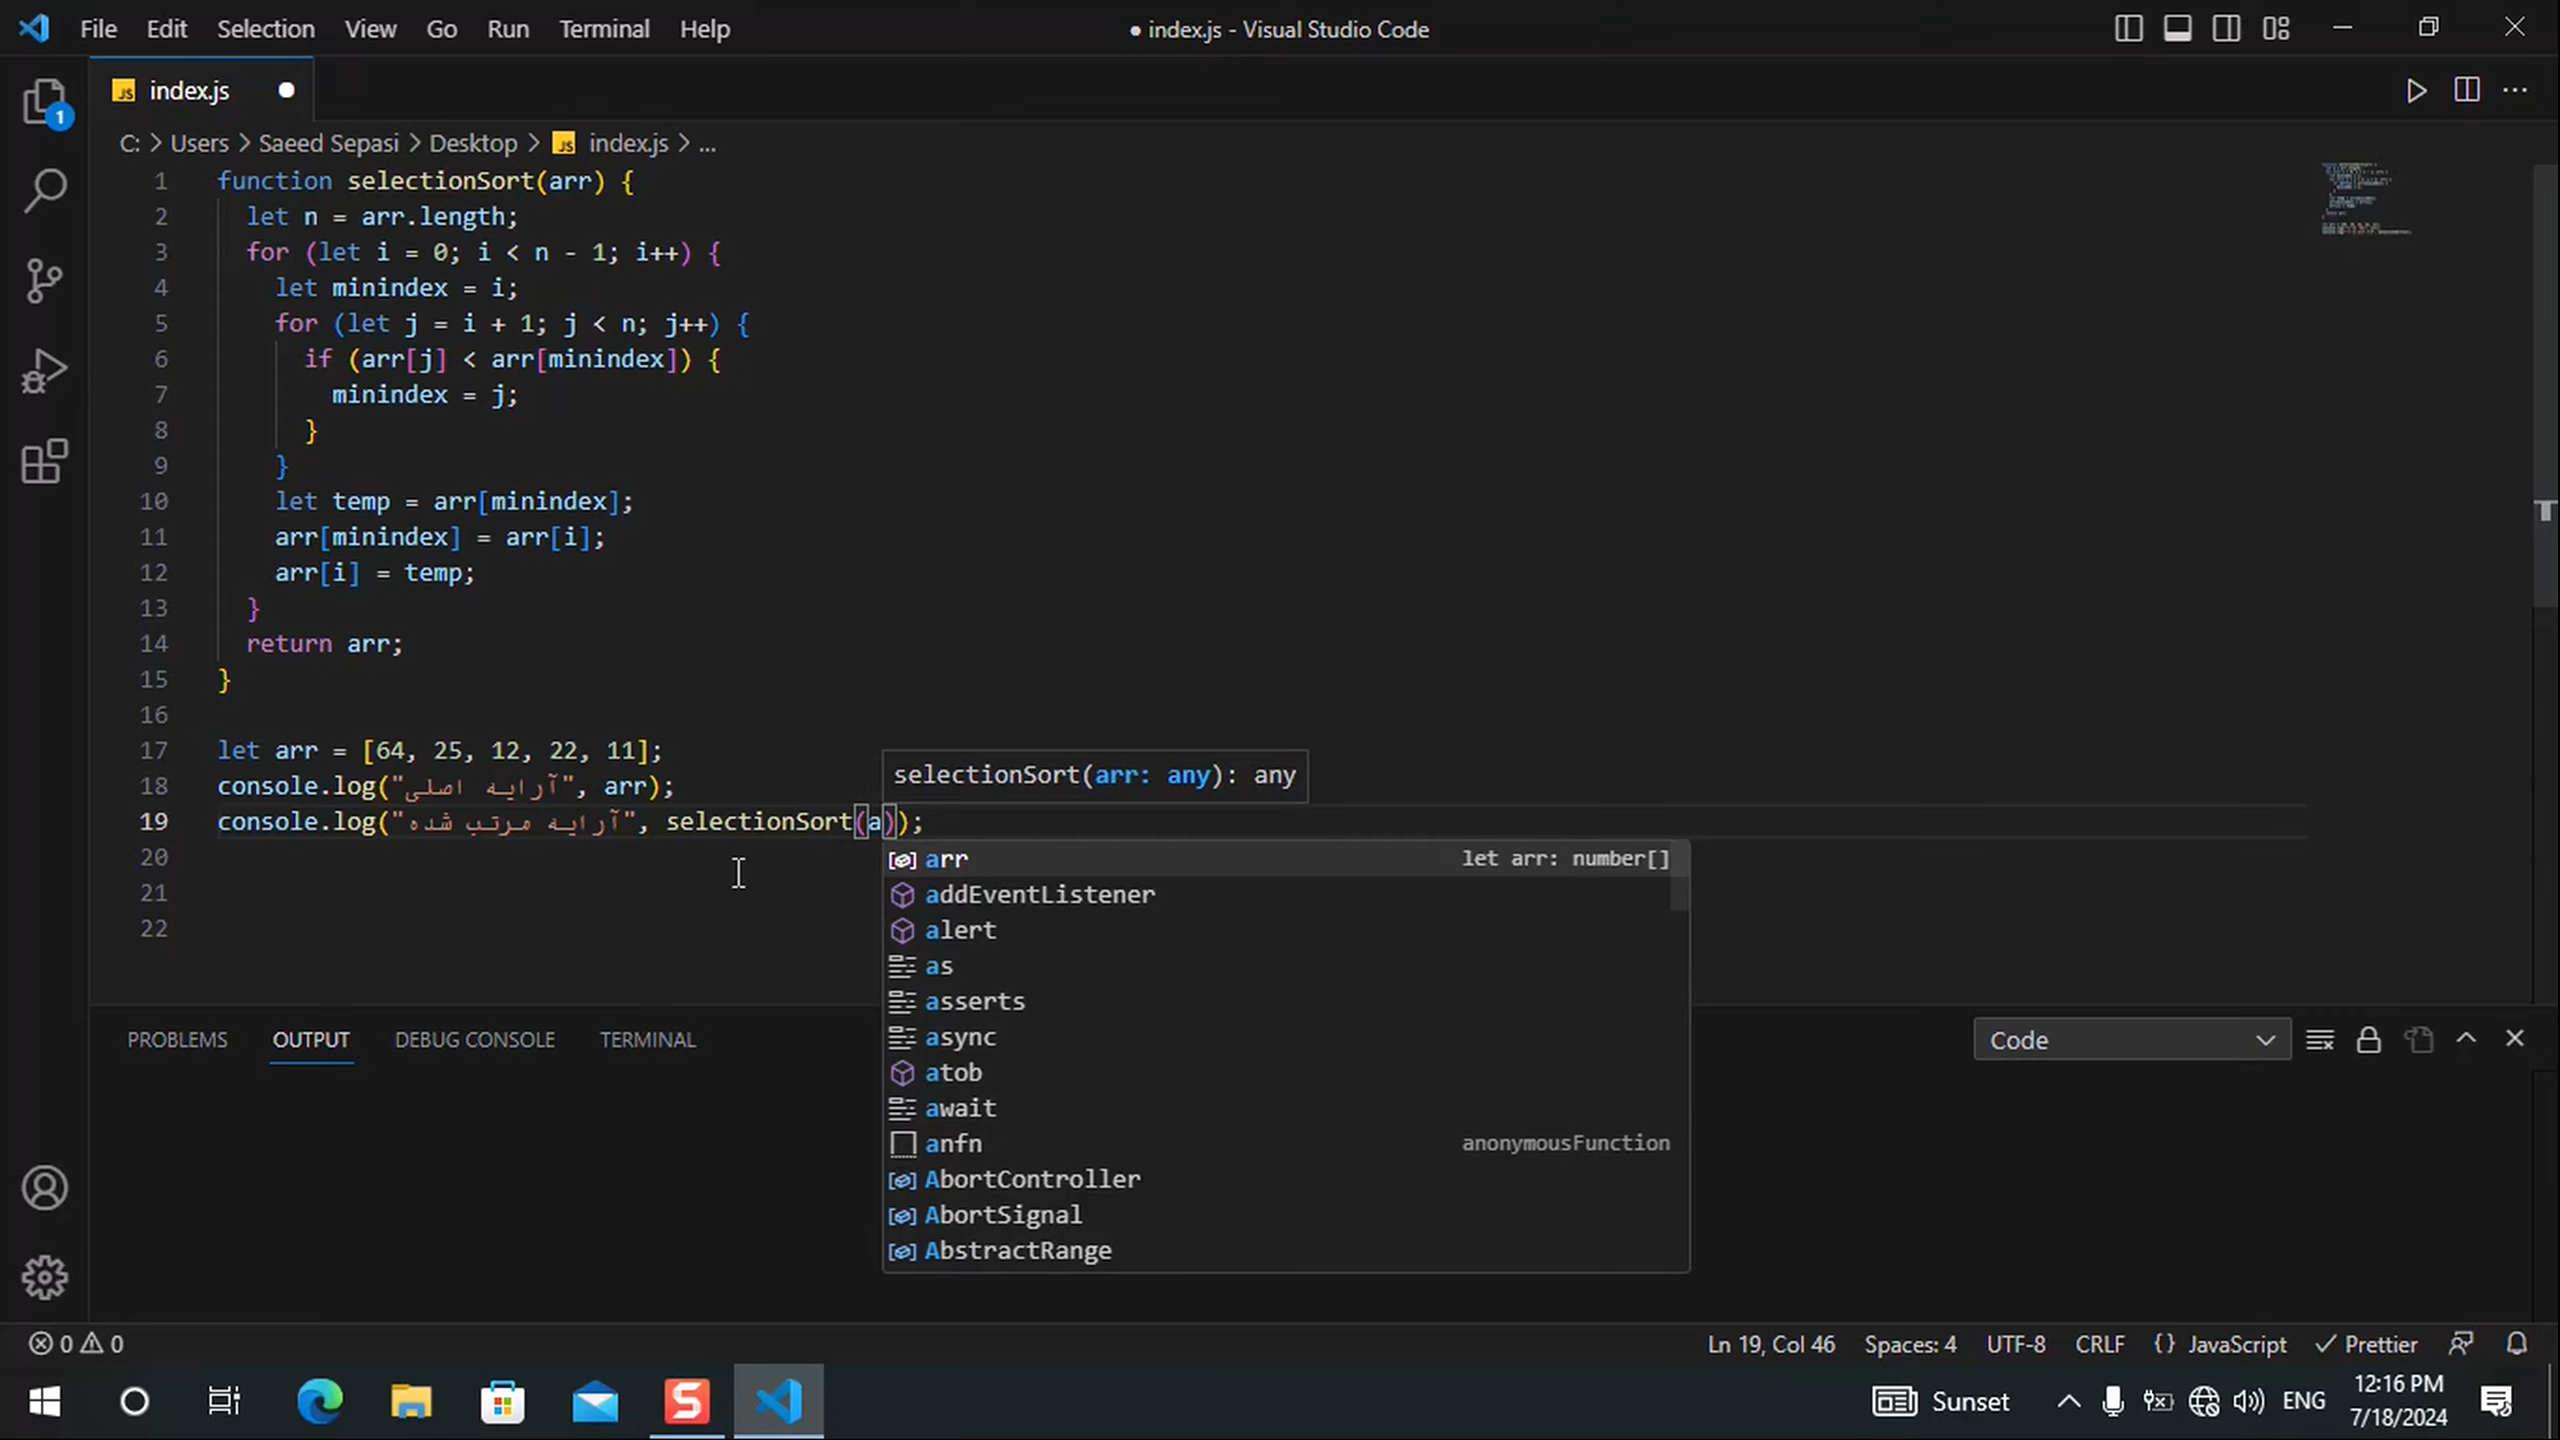 File Edit Selection View Go Run Terminal Help
● index.js - Visual Studio Code
JS index.js ●
1
C: > Users > Saeed Sepasi > Desktop > JS index.js > ...
1 function selectionSort(arr) {
2 let n = arr.length;
3 for (let i = 0; i < n - 1; i++) {
4 let minindex = i;
5 for (let j = i + 1; j < n; j++) {
6 if (arr[j] < arr[minindex]) {
7 minindex = j;
8 }
9 }
10 let temp = arr[minindex];
11 arr[minindex] = arr[i];
12 arr[i] = temp;
13 }
14 return arr;
15 }
16
17 let arr = [64, 25, 12, 22, 11];
selectionSort(arr: any): any
18 console.log("آرایه اصلی", arr);
19 console.log("آرایه مرتب شده", selectionSort(a));
20
21
22
arr let arr: number[]
addEventListener
alert
as
asserts
async
atob
await
anfn anonymousFunction
AbortController
AbortSignal
AbstractRange
PROBLEMS OUTPUT DEBUG CONSOLE TERMINAL
Code
0 0
Ln 19, Col 46 Spaces: 4 UTF-8 CRLF {} JavaScript Prettier
S
Sunset
ENG
12:16 PM
7/18/2024